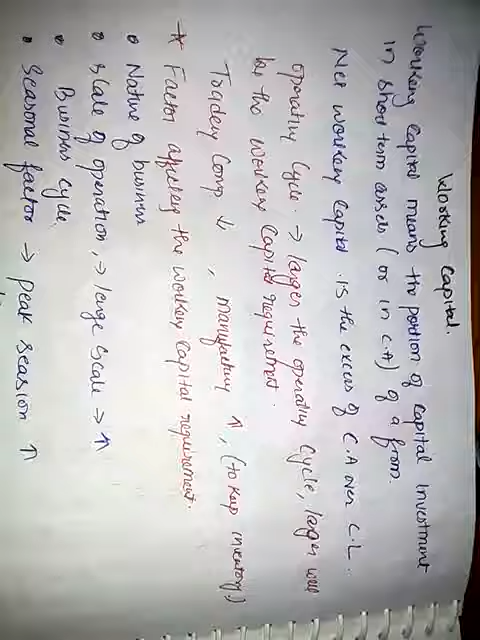 Working Capital.
Working Capital means the portion of Capital Investment
in short term assets (or in C.A) of a from.
Net Working Capital is the excess of C.A over C.L.
Operating Cycle. → larger the operating Cycle, larger will
be the Working Capital requirement.
Trading Comp ↓, manufacturing ↑, (to keep inventory)
* Factor affecting the working Capital requirement.
• Nature of business
• Scale of operation, → large scale → ↑
• Business Cycle
• Seasonal factor → peak season ↑